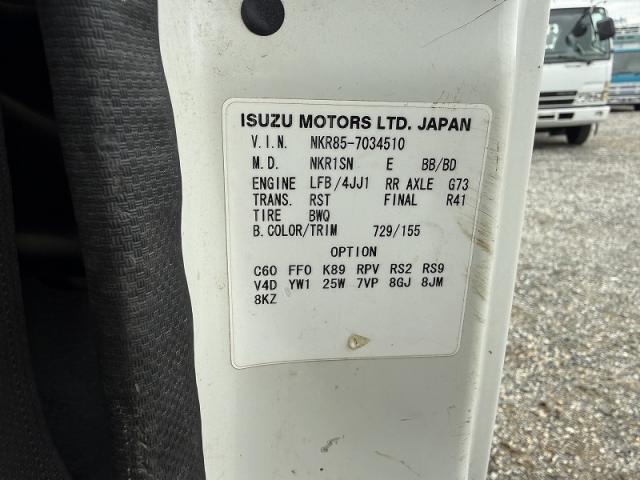 ISUZU MOTORS LTD. JAPAN
V.I.N. NKR85-7034510
M.D. NKR1SN E BB/BD
ENGINE LFB/4JJ1 RR AXLE G73
TRANS. RST FINAL R41
TIRE BWQ
B.COLOR/TRIM 729/155
OPTION
C60 FF0 K89 RPV RS2 RS9
V4D YW1 25W 7VP 8GJ 8JM
8KZ